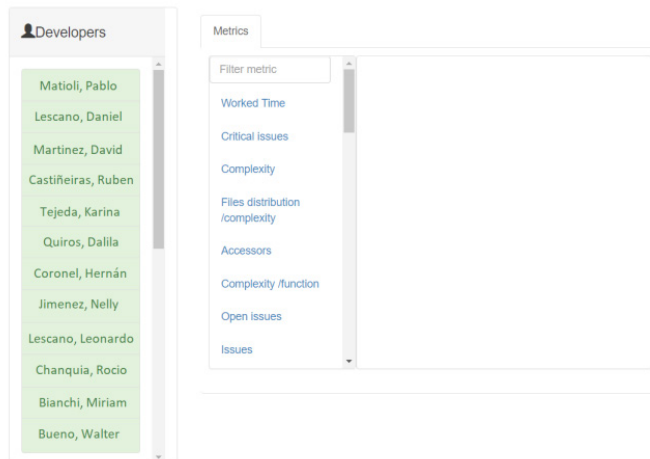 Developers
Matioli, Pablo
Lescano, Daniel
Martinez, David
Castiñeiras, Ruben
Tejeda, Karina
Quiros, Dalila
Coronel, Hernán
Jimenez, Nelly
Lescano, Leonardo
Chanquia, Rocio
Bianchi, Miriam
Bueno, Walter
Metrics
Filter metric
Worked Time
Critical issues
Complexity
Files distribution
/complexity
Accessors
Complexity /function
Open issues
Issues